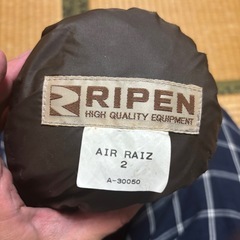 RIPEN
HIGH QUALITY EQUIPMENT
AIR RAIZ
2
A-30050